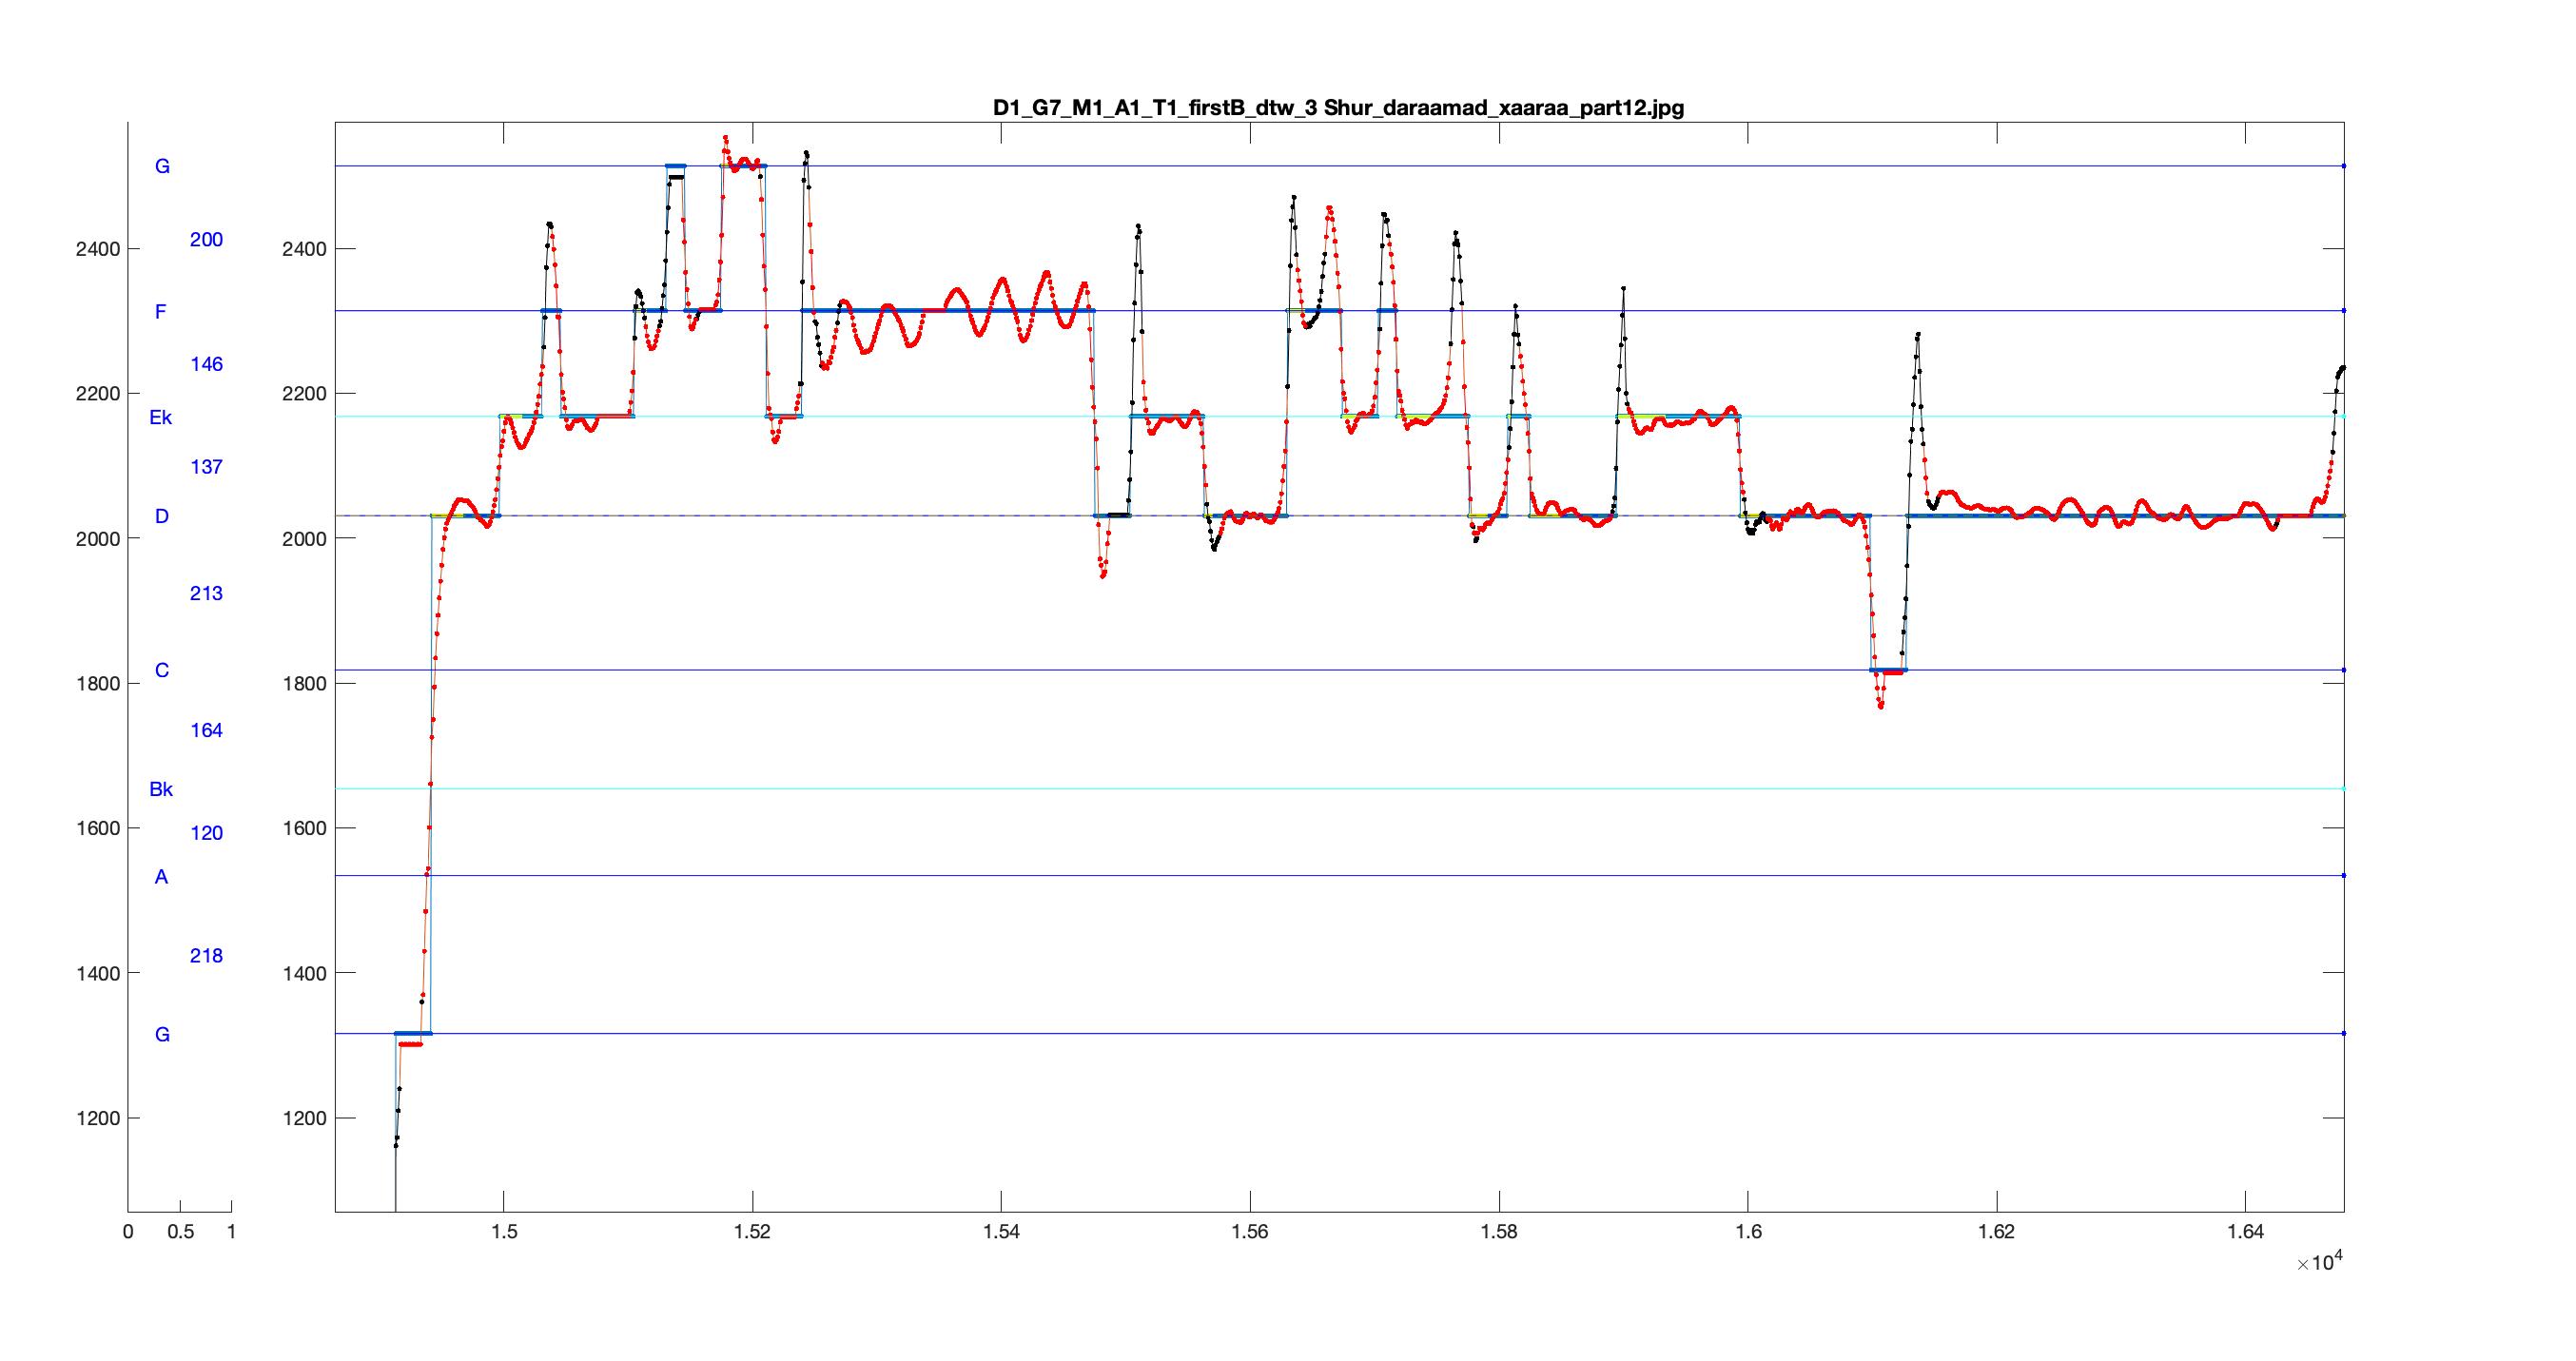 D1_G7_M1_A1_T1_firstB_dtw_3 Shur_daraamad_xaaraa_part12.jpg
G
200
2400
2400
F
146
2200
2200
Ek
137
D
2000
2000
213
C
1800
1800
164
Bk
1600
120
1600
A
218
1400
1400
G
1200
1200
0 0.5 1 1.5 1.52 1.54 1.56 1.58 1.6 1.62 1.64
×10⁴